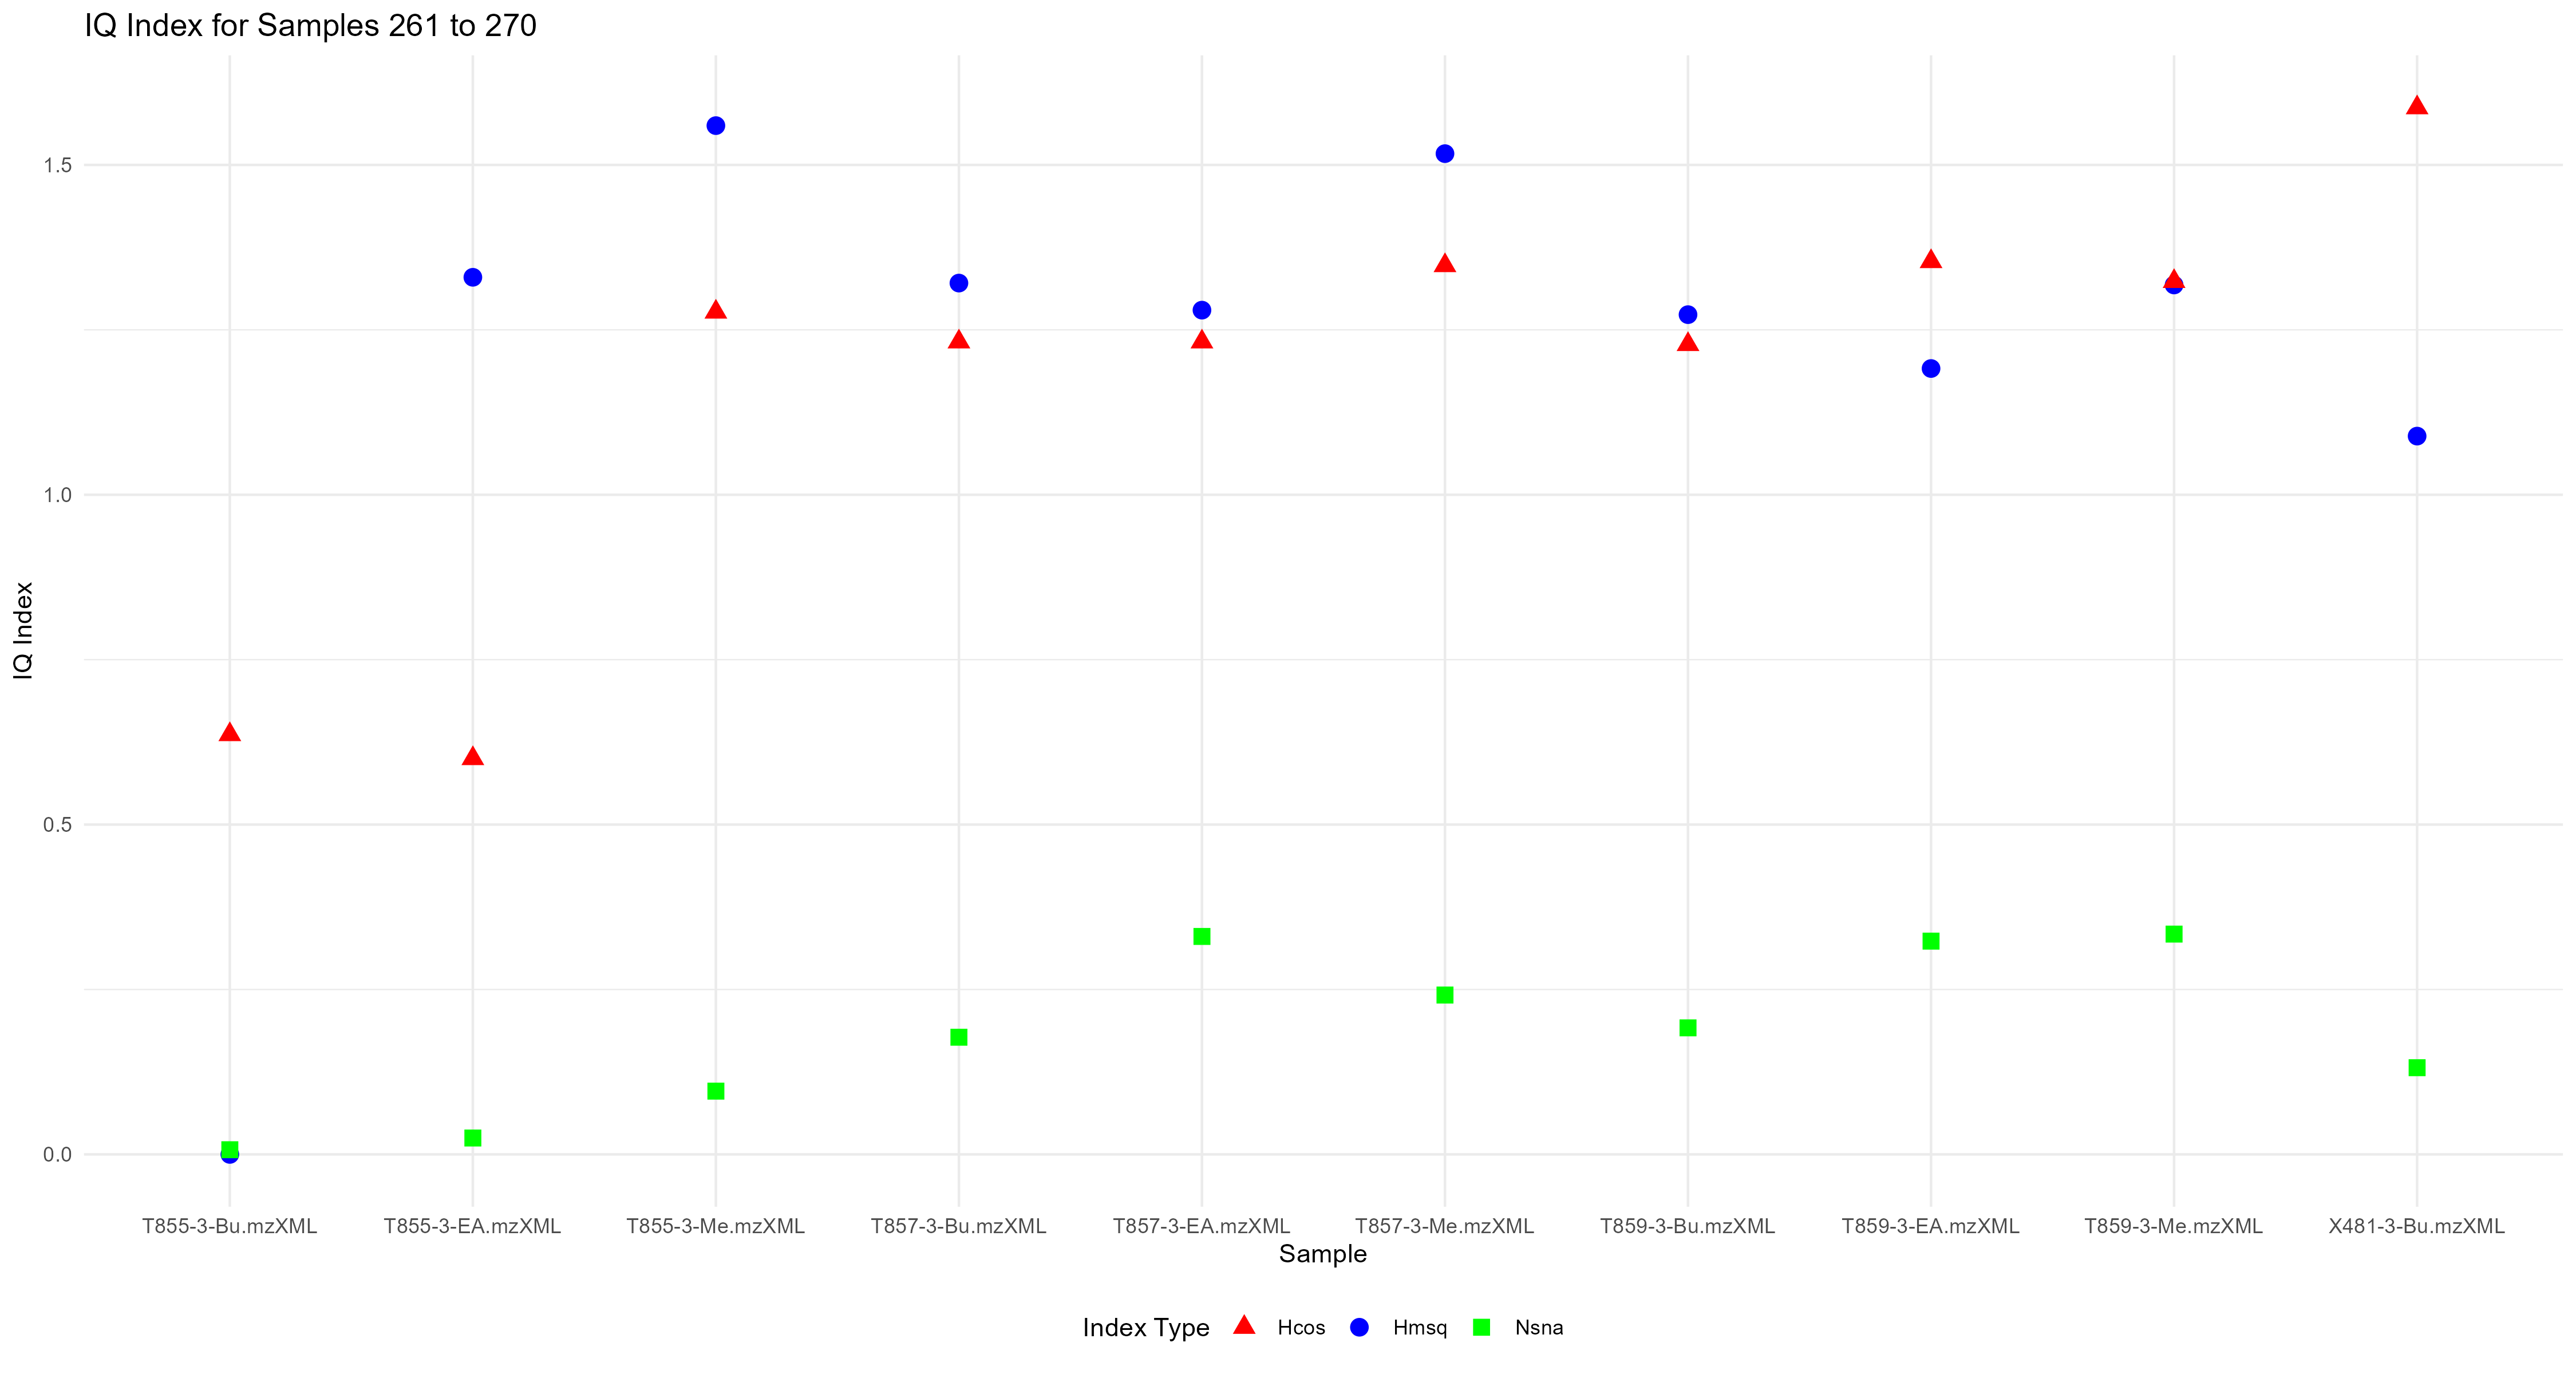 IQ Index for Samples 261 to 270
IQ Index
1.5
1.0
0.5
0.0
T855-3-Bu.mzXML T855-3-EA.mzXML T855-3-Me.mzXML T857-3-Bu.mzXML T857-3-EA.mzXML T857-3-Me.mzXML T859-3-Bu.mzXML T859-3-EA.mzXML T859-3-Me.mzXML X481-3-Bu.mzXML
Sample
Index Type Hcos Hmsq Nsna